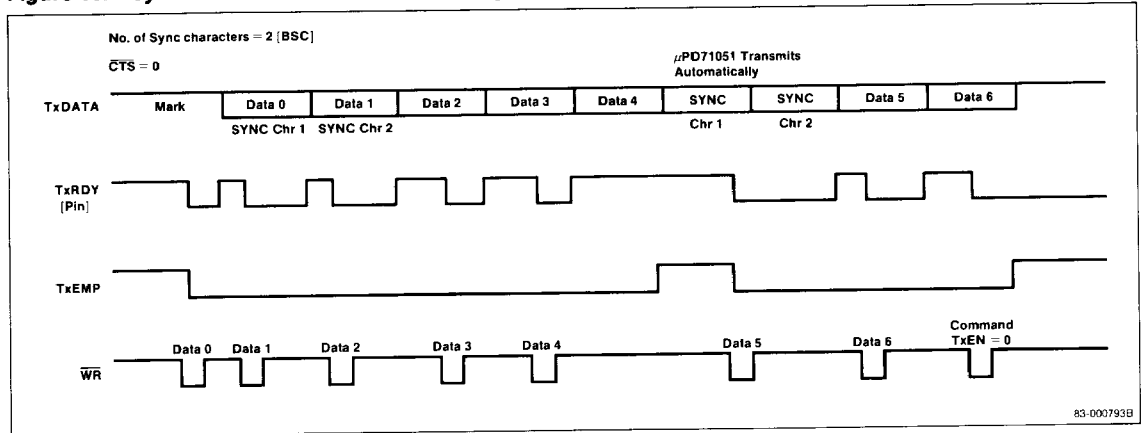 No. of Sync characters = 2 [BSC]
CTS = 0
μPD71051 Transmits
Automatically
TxDATA Mark Data 0 Data 1 Data 2 Data 3 Data 4 SYNC SYNC Data 5 Data 6
SYNC Chr 1 SYNC Chr 2 Chr 1 Chr 2
TxRDY
[Pin]
TxEMP
Command
Data 0 Data 1 Data 2 Data 3 Data 4 Data 5 Data 6 TxEN = 0
WR
83-000793B